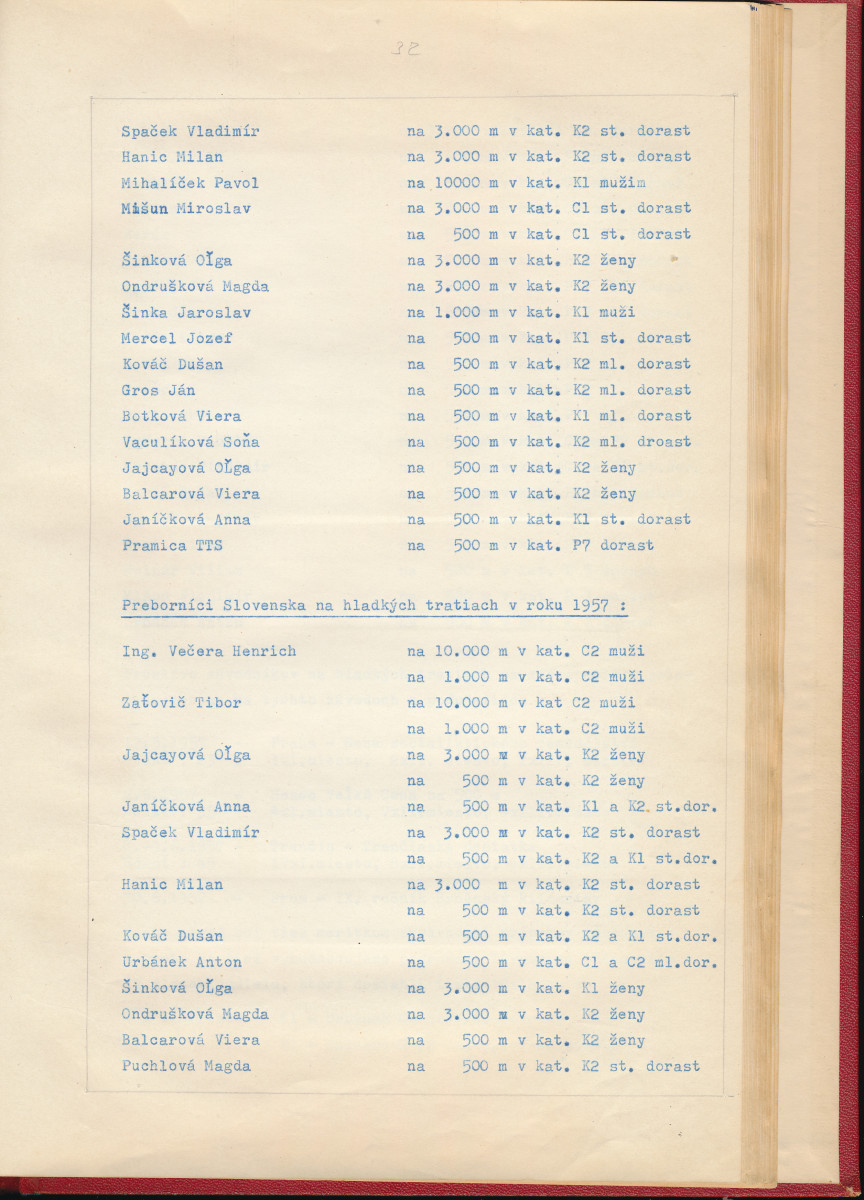 32
Spaček Vladimír na 3.000 m v kat. K2 st. dorast
Hanic Milan na 3.000 m v kat. K2 st. dorast
Mihalíček Pavol na 10000 m v kat. K1 mužim
Mišun Miroslav na 3.000 m v kat. C1 st. dorast
na 500 m v kat. C1 st. dorast
Šinková Oľga na 3.000 m v kat. K2 ženy
Ondrušková Magda na 3.000 m v kat. K2 ženy
Šinka Jaroslav na 1.000 m v kat. K1 muži
Mercel Jozef na 500 m v kat. K1 st. dorast
Kováč Dušan na 500 m v kat. K2 ml. dorast
Gros Ján na 500 m v kat. K2 ml. dorast
Botková Viera na 500 m v kat. K1 ml. dorast
Vaculíková Soňa na 500 m v kat. K2 ml. droast
Jajcayová Oľga na 500 m v kat. K2 ženy
Balcarová Viera na 500 m v kat. K2 ženy
Janíčková Anna na 500 m v kat. K1 st. dorast
Pramica TTS na 500 m v kat. P7 dorast
Preborníci Slovenska na hladkých tratiach v roku 1957 :
Ing. Večera Henrich na 10.000 m v kat. C2 muži
na 1.000 m v kat. C2 muži
Zaťovič Tibor na 10.000 m v kat C2 muži
na 1.000 m v kat. C2 muži
Jajcayová Oľga na 3.000 m v kat. K2 ženy
na 500 m v kat. K2 ženy
Janíčková Anna na 500 m v kat. K1 a K2 st.dor.
Spaček Vladimír na 3.000 m v kat. K2 st. dorast
na 500 m v kat. K2 a K1 st.dor.
Hanic Milan na 3.000 m v kat. K2 st. dorast
na 500 m v kat. K2 st. dorast
Kováč Dušan na 500 m v kat. K2 a K1 st.dor.
Urbánek Anton na 500 m v kat. C1 a C2 ml.dor.
Šinková Oľga na 3.000 m v kat. K1 ženy
Ondrušková Magda na 3.000 m v kat. K2 ženy
Balcarová Viera na 500 m v kat. K2 ženy
Puchlová Magda na 500 m v kat. K2 st. dorast